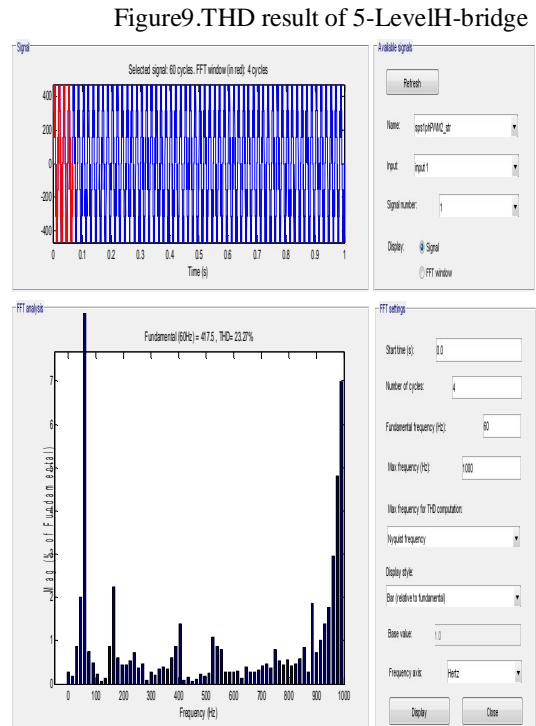 Figure9.THD result of 5-LevelH-bridge
Signal
Selected signal: 60 cycles. FFT window (in red): 4 cycles
400
200
0
-200
-400
0 0.1 0.2 0.3 0.4 0.5 0.6 0.7 0.8 0.9 1
Time (s)
Available signals
Refresh
Name: sps1phPWM2_str
Input: input 1
Signal number: 1
Display: Signal
FFT window
FFT analysis
Fundamental (60Hz) = 417.5 , THD= 23.27%
7
6
5
4
3
2
1
0
Mag (% of Fundamental)
0 100 200 300 400 500 600 700 800 900 1000
Frequency (Hz)
FFT settings
Start time (s): 0.0
Number of cycles: 4
Fundamental frequency (Hz): 60
Max frequency (Hz): 1000
Max frequency for THD computation:
Nyquist frequency
Display style:
Bar (relative to fundamental)
Base value: 1.0
Frequency axis: Hertz
Display Close